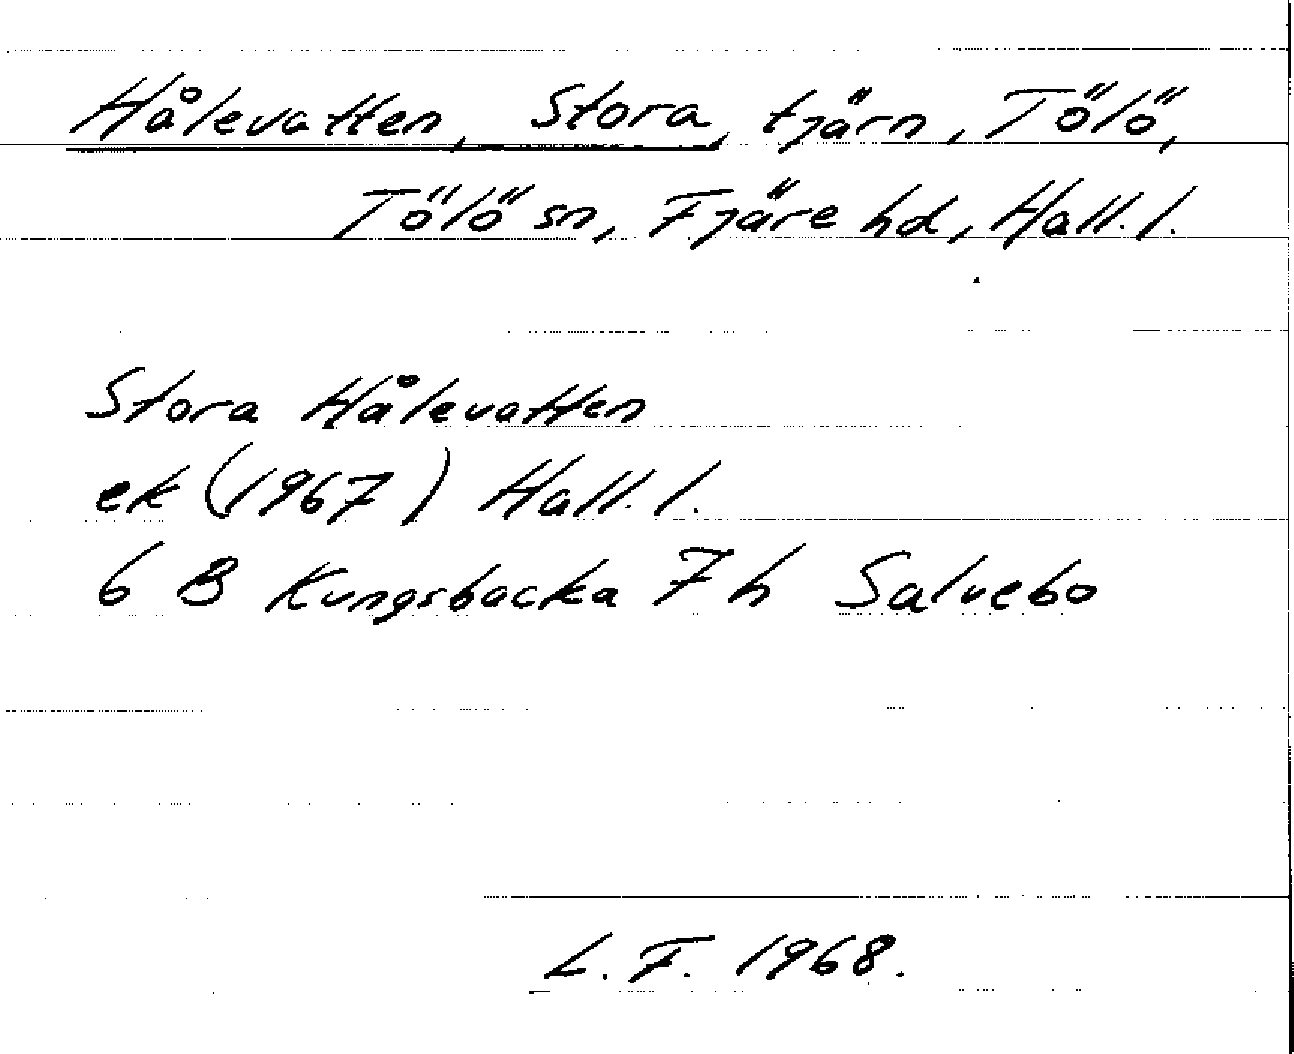 Hålevatten, Stora, tjärn, Tölö,
Tölö sn, Fjäre hd, Hall. l.
Stora Hålevatten
ek (1967) Hall. l.
6 B Kungsbacka 7 h Salvebo
L. F. 1968.